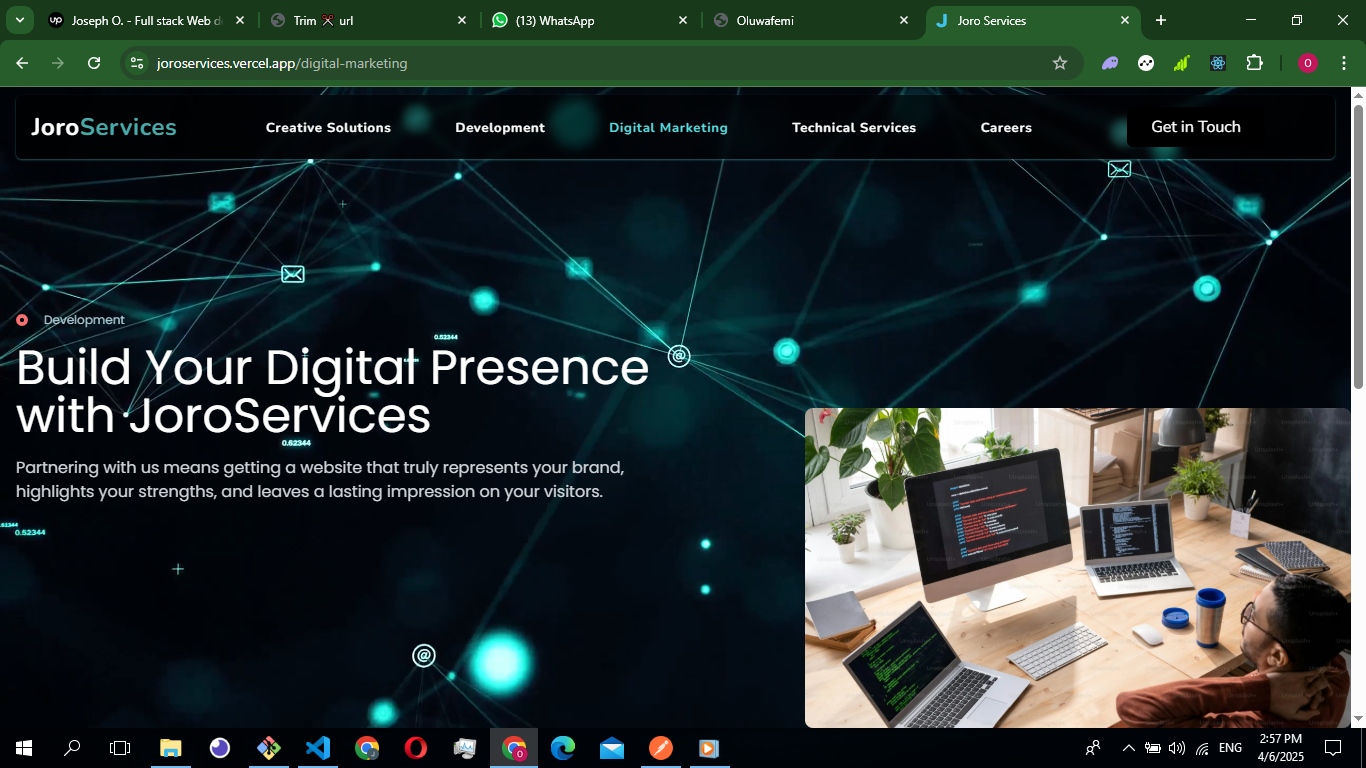 Joseph O. - Full stack Web d
Trim ✂️ url
(13) WhatsApp
Oluwafemi
Joro Services
joroservices.vercel.app/digital-marketing
O
JoroServices
Creative Solutions
Development
Digital Marketing
Technical Services
Careers
Get in Touch
Development
0.52344
Build Your Digital Presence
with JoroServices
0.62344
Partnering with us means getting a website that truly represents your brand,
highlights your strengths, and leaves a lasting impression on your visitors.
0.52344
ENG
2:57 PM
4/6/2025